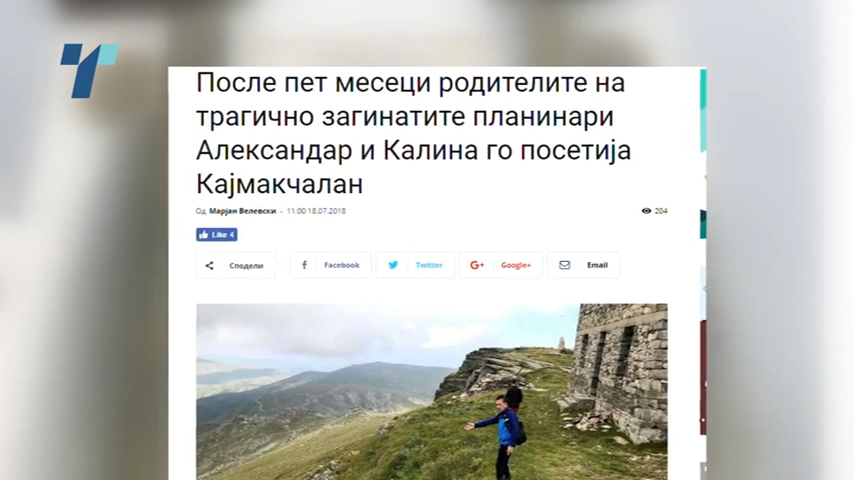 После пет месеци родителите на
трагично загинатите планинари
Александар и Калина го посетија
Кајмакчалан
Од Марјан Велевски - 11:00 18.07.2018
204
Like 4
Сподели
Facebook
Twitter
Google+
Email